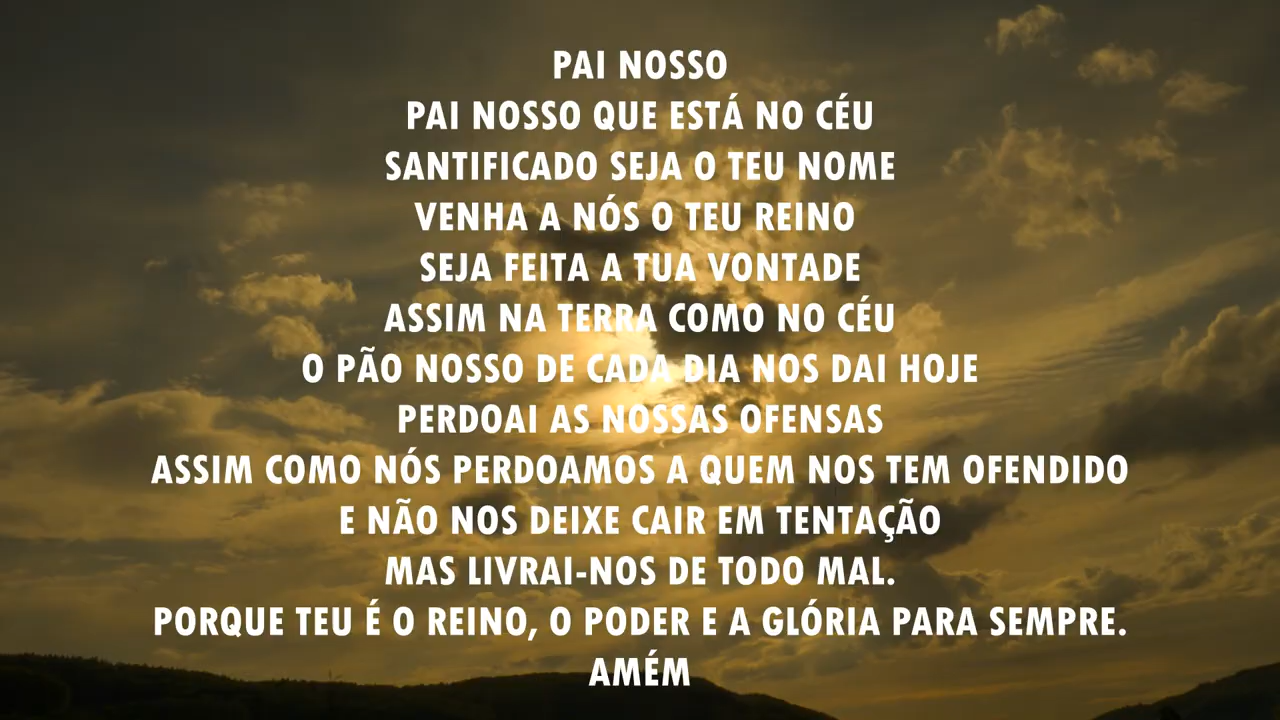 PAI NOSSO
PAI NOSSO QUE ESTÁ NO CÉU
SANTIFICADO SEJA O TEU NOME
VENHA A NÓS O TEU REINO
SEJA FEITA A TUA VONTADE
ASSIM NA TERRA COMO NO CÉU
O PÃO NOSSO DE CADA DIA NOS DAI HOJE
PERDOAI AS NOSSAS OFENSAS
ASSIM COMO NÓS PERDOAMOS A QUEM NOS TEM OFENDIDO
E NÃO NOS DEIXE CAIR EM TENTAÇÃO
MAS LIVRAI-NOS DE TODO MAL.
PORQUE TEU É O REINO, O PODER E A GLÓRIA PARA SEMPRE.
AMÉM